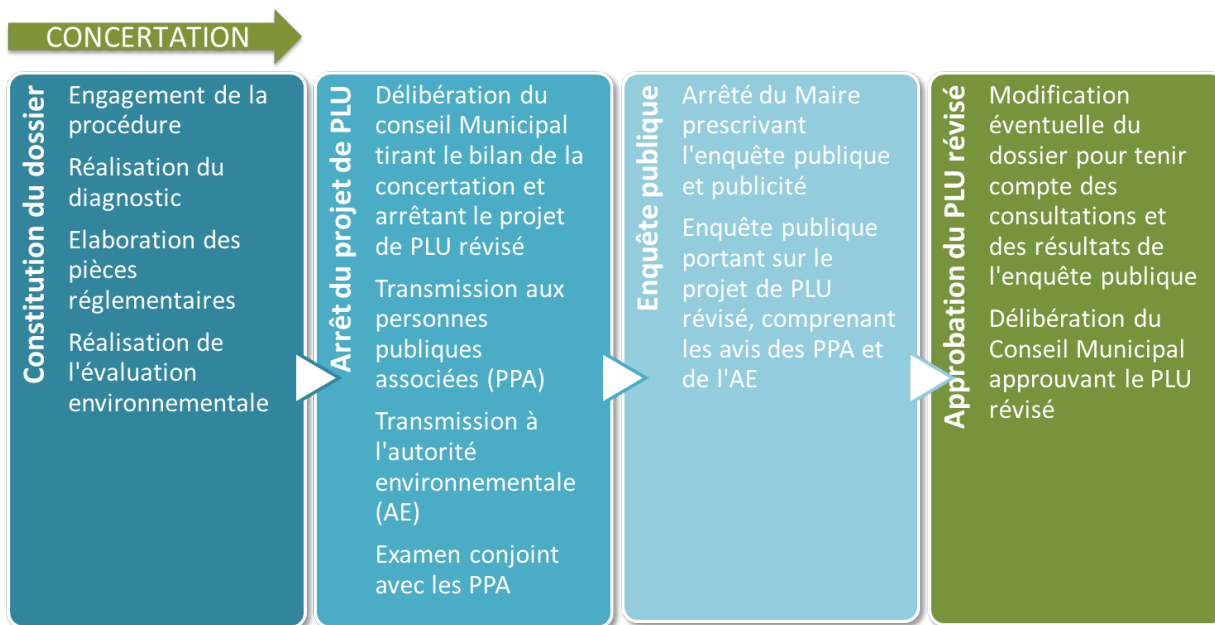 CONCERTATION
Constitution du dossier
Engagement de la
procédure
Réalisation du
diagnostic
Elaboration des
pièces
réglementaires
Réalisation de
l'évaluation
environnementale
Arrêt du projet de PLU
Délibération du
conseil Municipal
tirant le bilan de la
concertation et
arrêtant le projet
de PLU révisé
Transmission aux
personnes
publiques
associées (PPA)
Transmission à
l'autorité
environnementale
(AE)
Examen conjoint
avec les PPA
Enquête publique
Arrêté du Maire
prescrivant
l'enquête publique
et publicité
Enquête publique
portant sur le
projet de PLU
révisé, comprenant
les avis des PPA et
de l'AE
Approbation du PLU révisé
Modification
éventuelle du
dossier pour tenir
compte des
consultations et
des résultats de
l'enquête publique
Délibération du
Conseil Municipal
approuvant le PLU
révisé